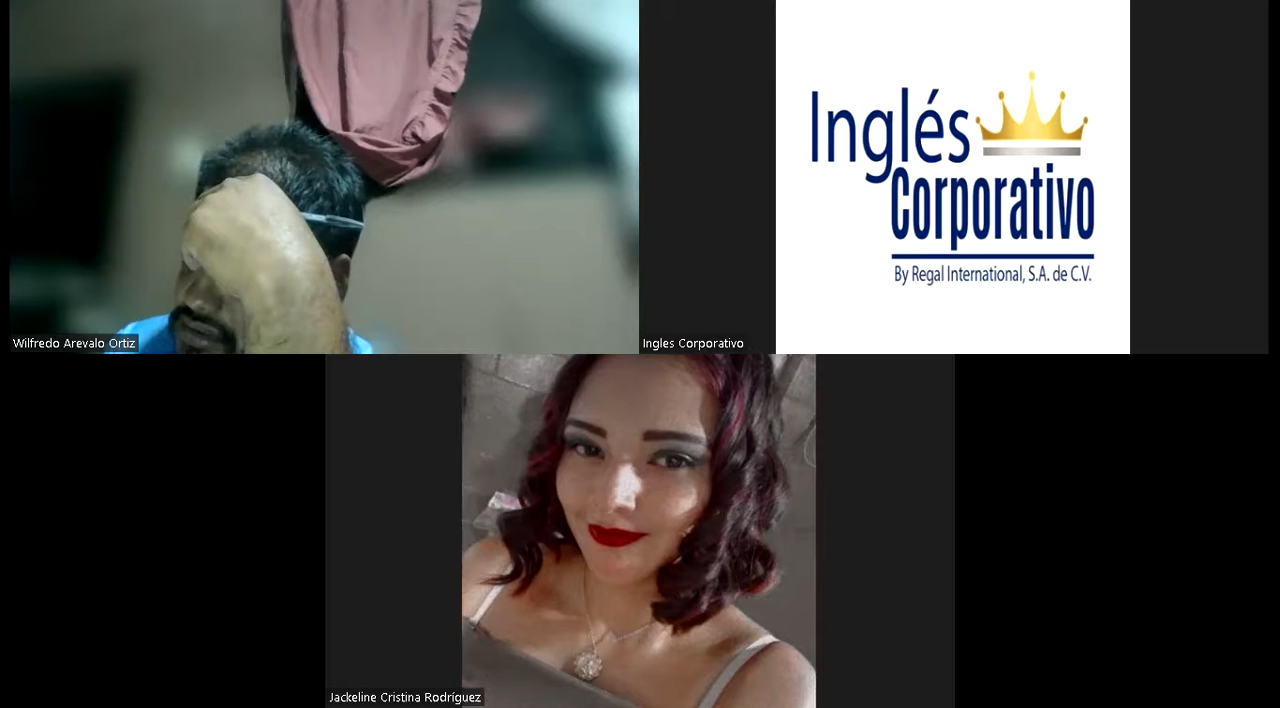 Inglés
Corporativo
By Regal International, S.A. de C.V.
Wilfredo Arevalo Ortiz
Ingles Corporativo
Jackeline Cristina Rodríguez